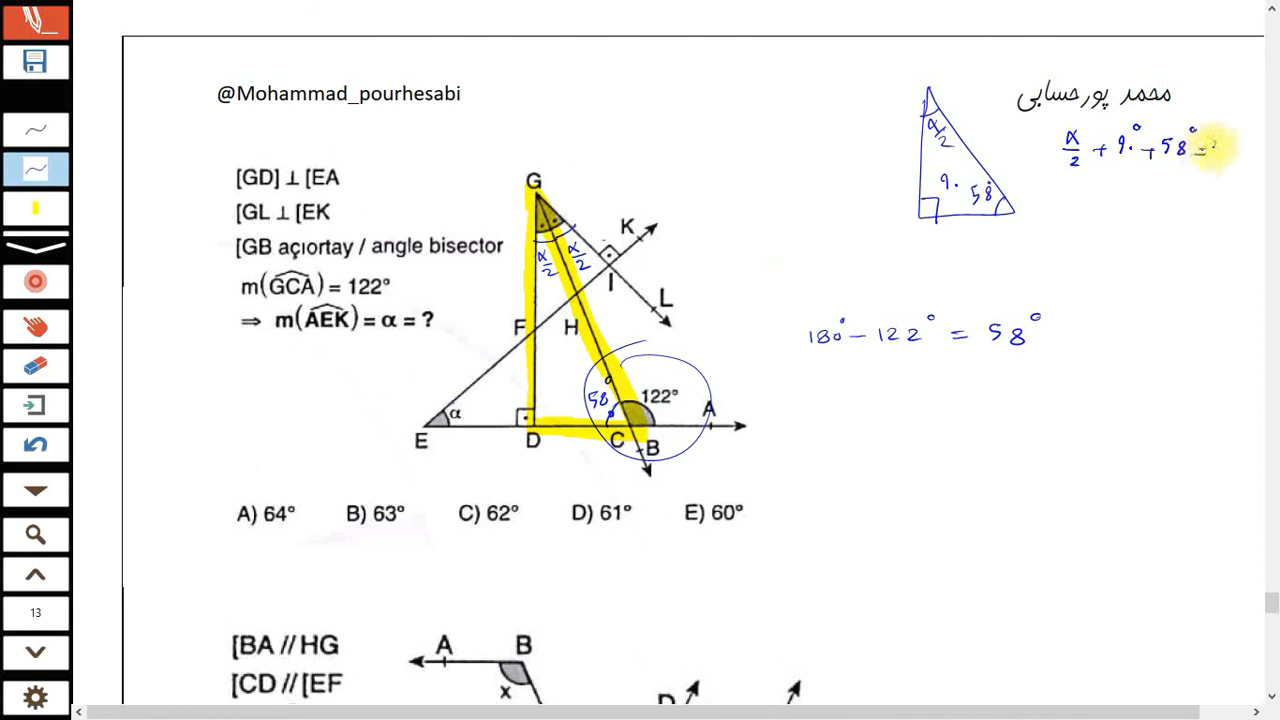 @Mohammad_pourhesabi
محمد پورحسابی
α/2 + 90° + 58° =
α/2
90
58°
[GD] ⊥ [EA
[GL ⊥ [EK
[GB açıortay / angle bisector
m(GCA) = 122°
⇒ m(AEK) = α = ?
G
K
α/2 α/2
I
L
F H
180° − 122° = 58°
58 122°
A
α
E D C B
A) 64° B) 63° C) 62° D) 61° E) 60°
13
[BA // HG
[CD // [EF
A B
x
D